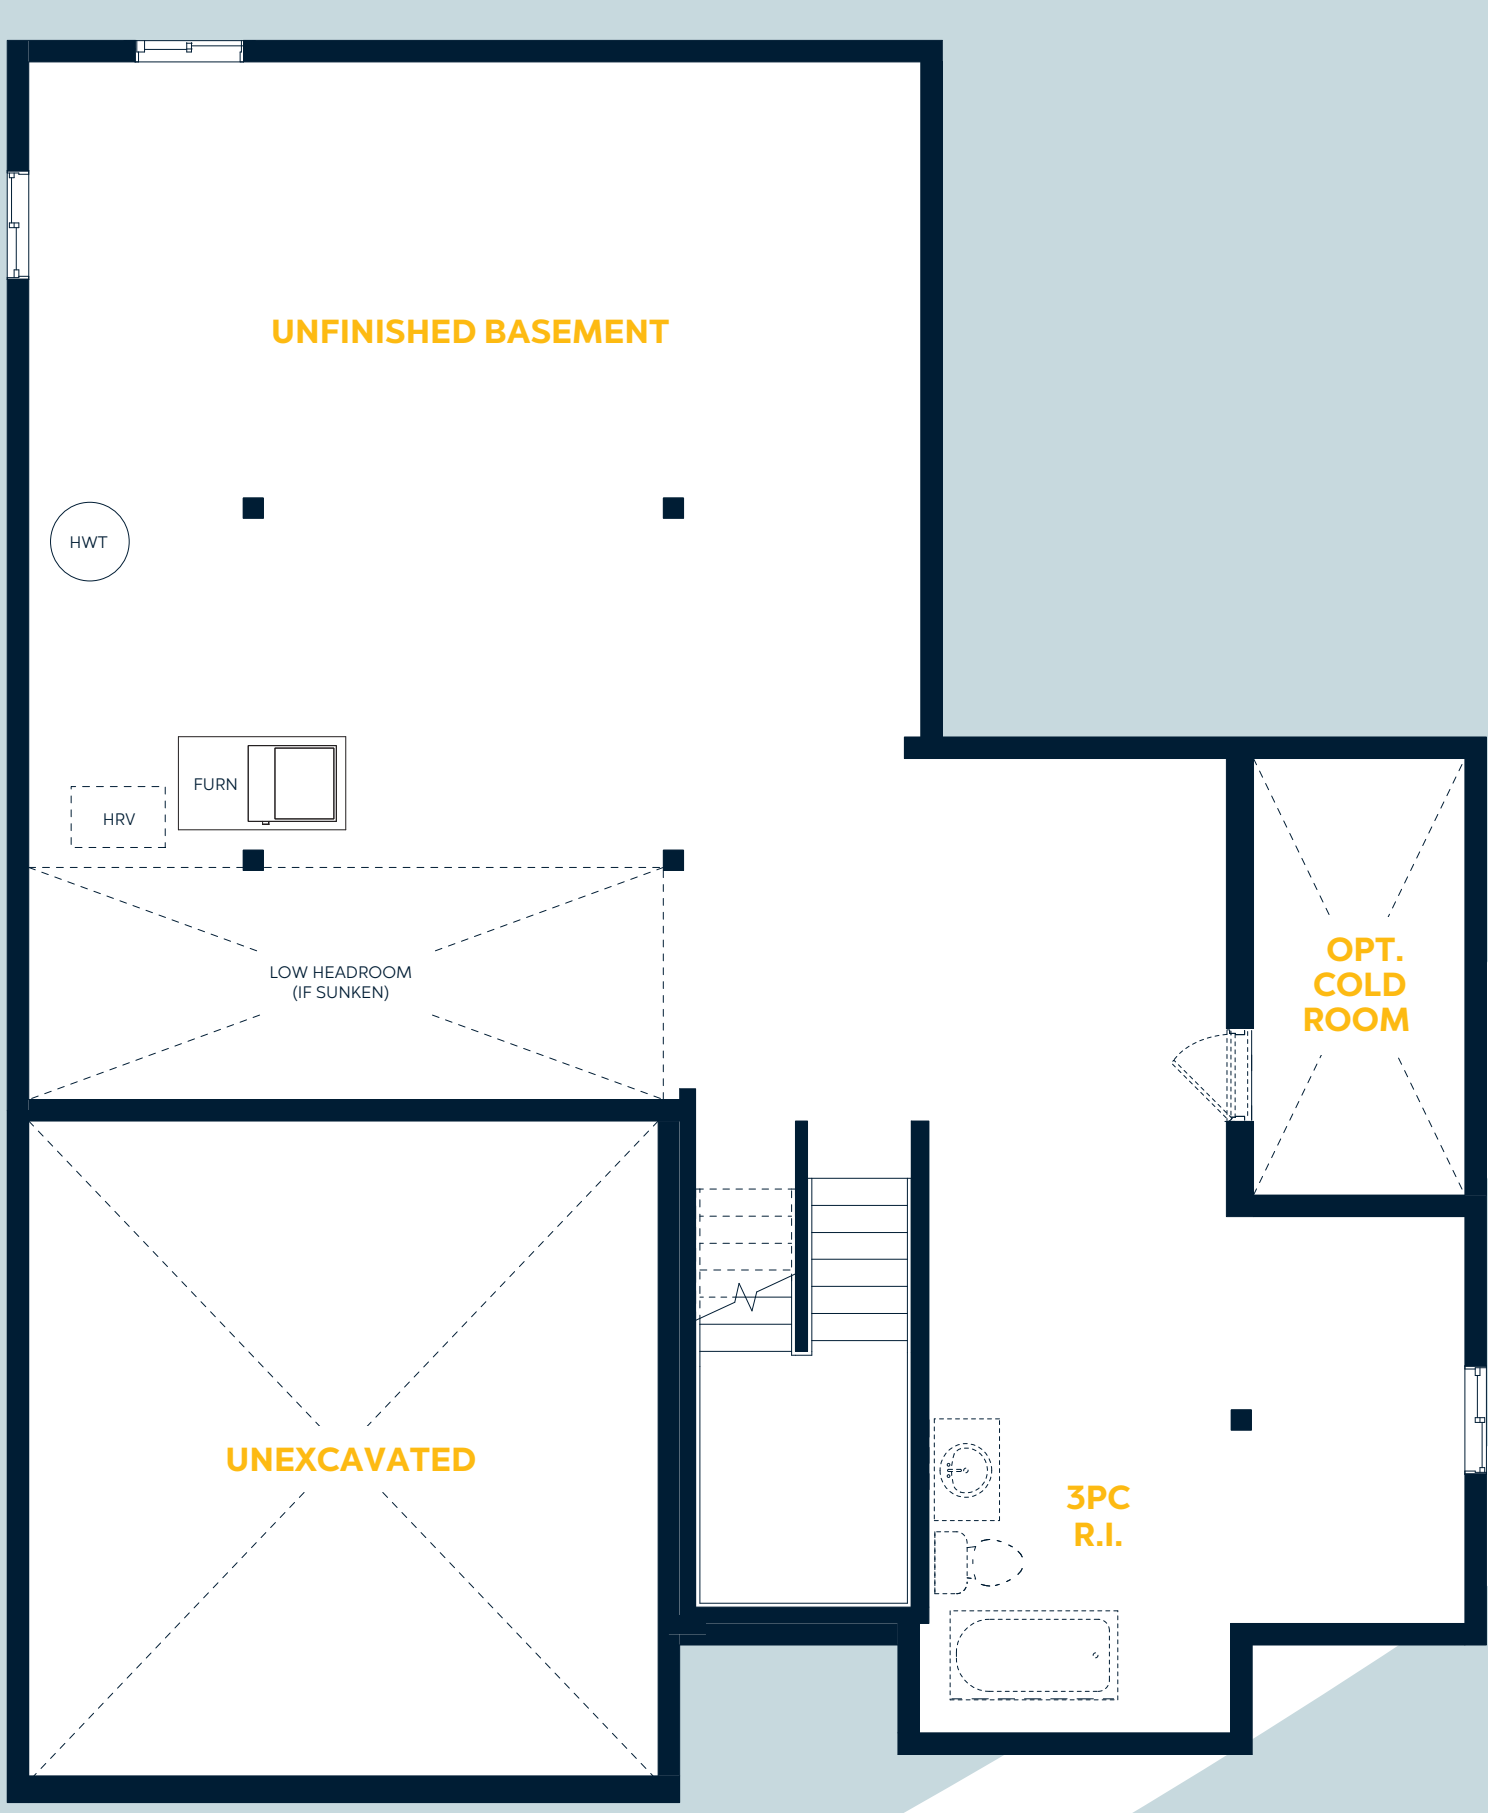 UNFINISHED BASEMENT
HWT
FURN
HRV
LOW HEADROOM
(IF SUNKEN)
OPT.
COLD
ROOM
UNEXCAVATED
3PC
R.I.